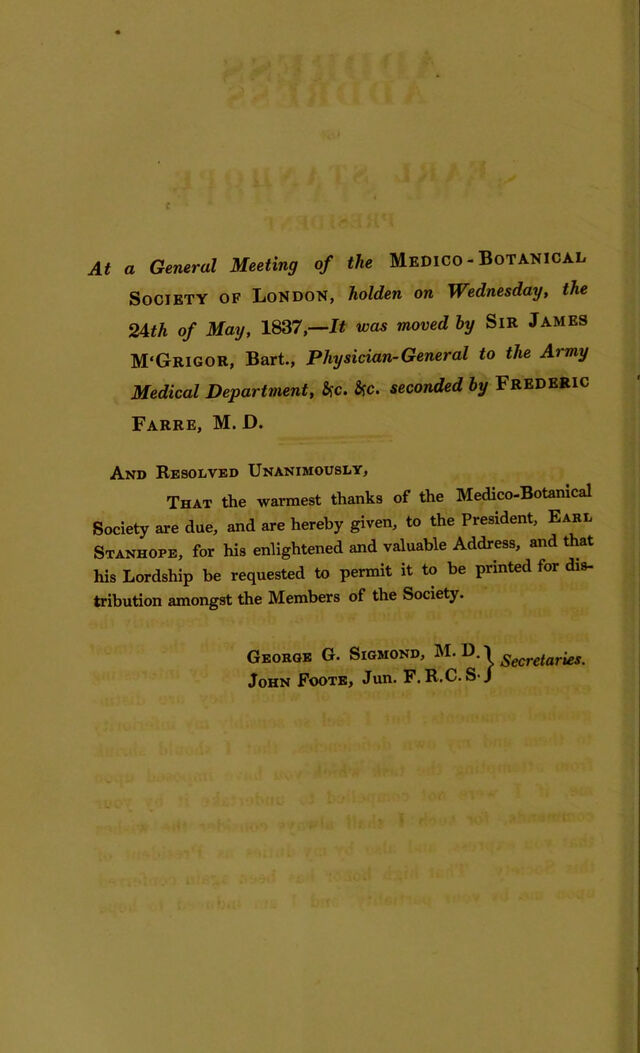 At a General Meeting of the Medico-Botanical
Society of London, holden on Wednesday, the
24th of May, 1837,—It was moved by Sir James
M‘Grigor, Bart., Physician-General to the Army
Medical Department, &c. &c. seconded by Frederic
Farre, M. D.
And Resolved Unanimously,
That the warmest thanks of the Medico-Botanical
Society are due, and are hereby given, to the President, Earl
Stanhope, for his enlightened and valuable Address, and that
his Lordship be requested to permit it to be printed for dis-
tribution amongst the Members of the Society.
George G. Sigmond, M. D. } Secretaries.
John Foote, Jun. F.R.C.S.